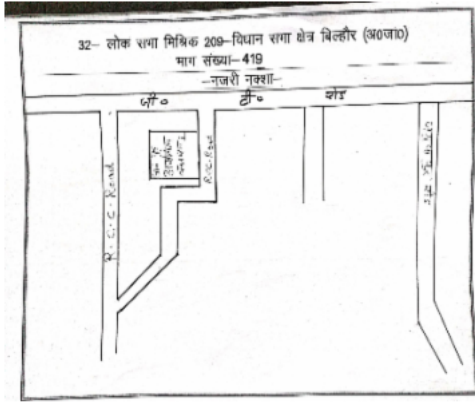 32– लोक सभा मिश्रिक 209–विधान सभा क्षेत्र बिल्हौर (अ0जा0)
भाग संख्या–419
–नजरी नक्शा–
जी० टी० रोड
R.C.C. Road
R.C. Road